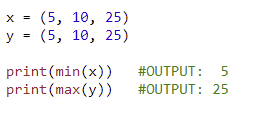 x = (5, 10, 25)
y = (5, 10, 25)
print(min(x))   #OUTPUT:  5
print(max(y))   #OUTPUT: 25